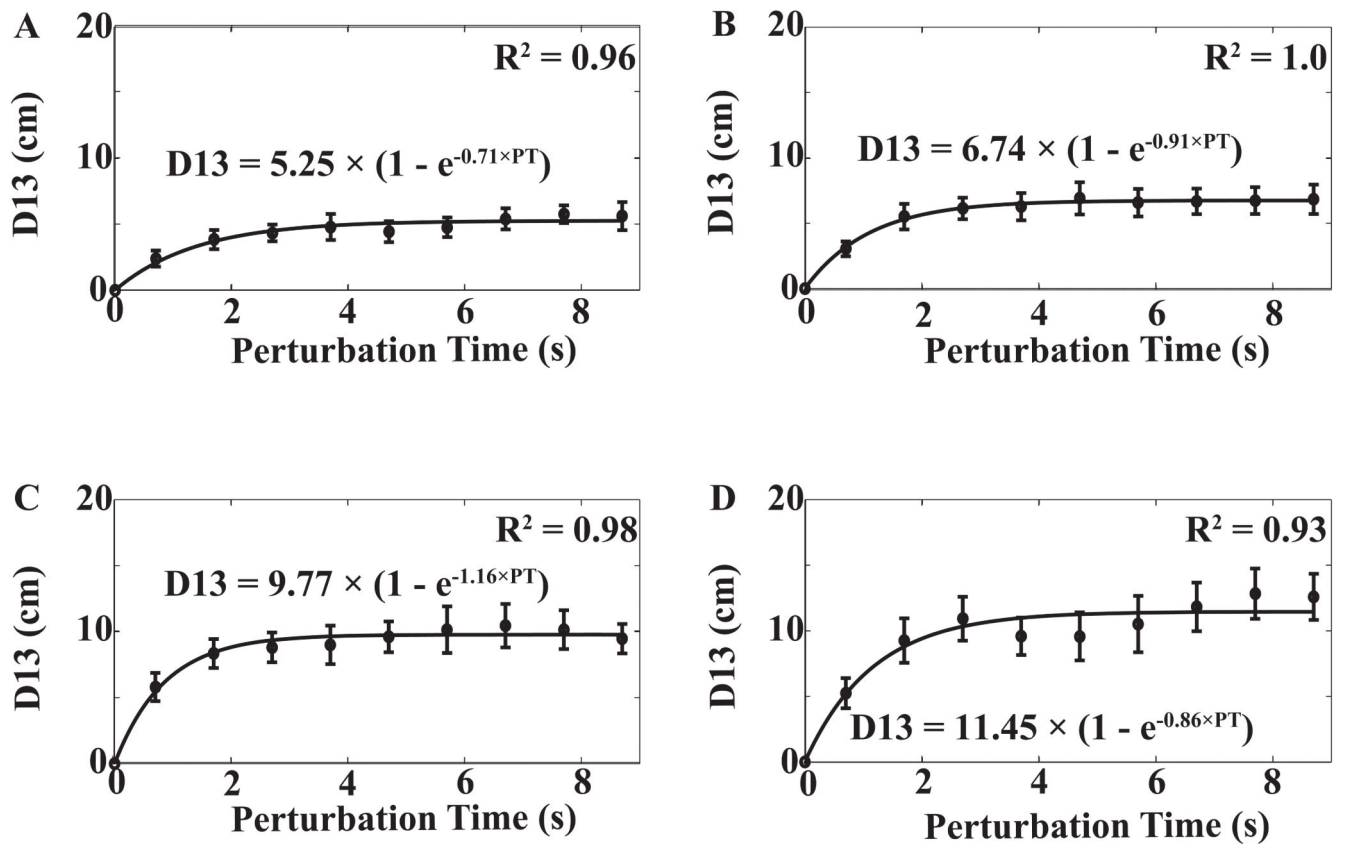 A
20
R² = 0.96
D13 = 5.25 × (1 - e^-0.71×PT)
10
D13 (cm)
0
0 2 4 6 8
Perturbation Time (s)
B
20
R² = 1.0
D13 = 6.74 × (1 - e^-0.91×PT)
10
D13 (cm)
0
0 2 4 6 8
Perturbation Time (s)
C
20
R² = 0.98
D13 = 9.77 × (1 - e^-1.16×PT)
10
D13 (cm)
0
0 2 4 6 8
Perturbation Time (s)
D
20
R² = 0.93
10
D13 (cm)
D13 = 11.45 × (1 - e^-0.86×PT)
0
0 2 4 6 8
Perturbation Time (s)